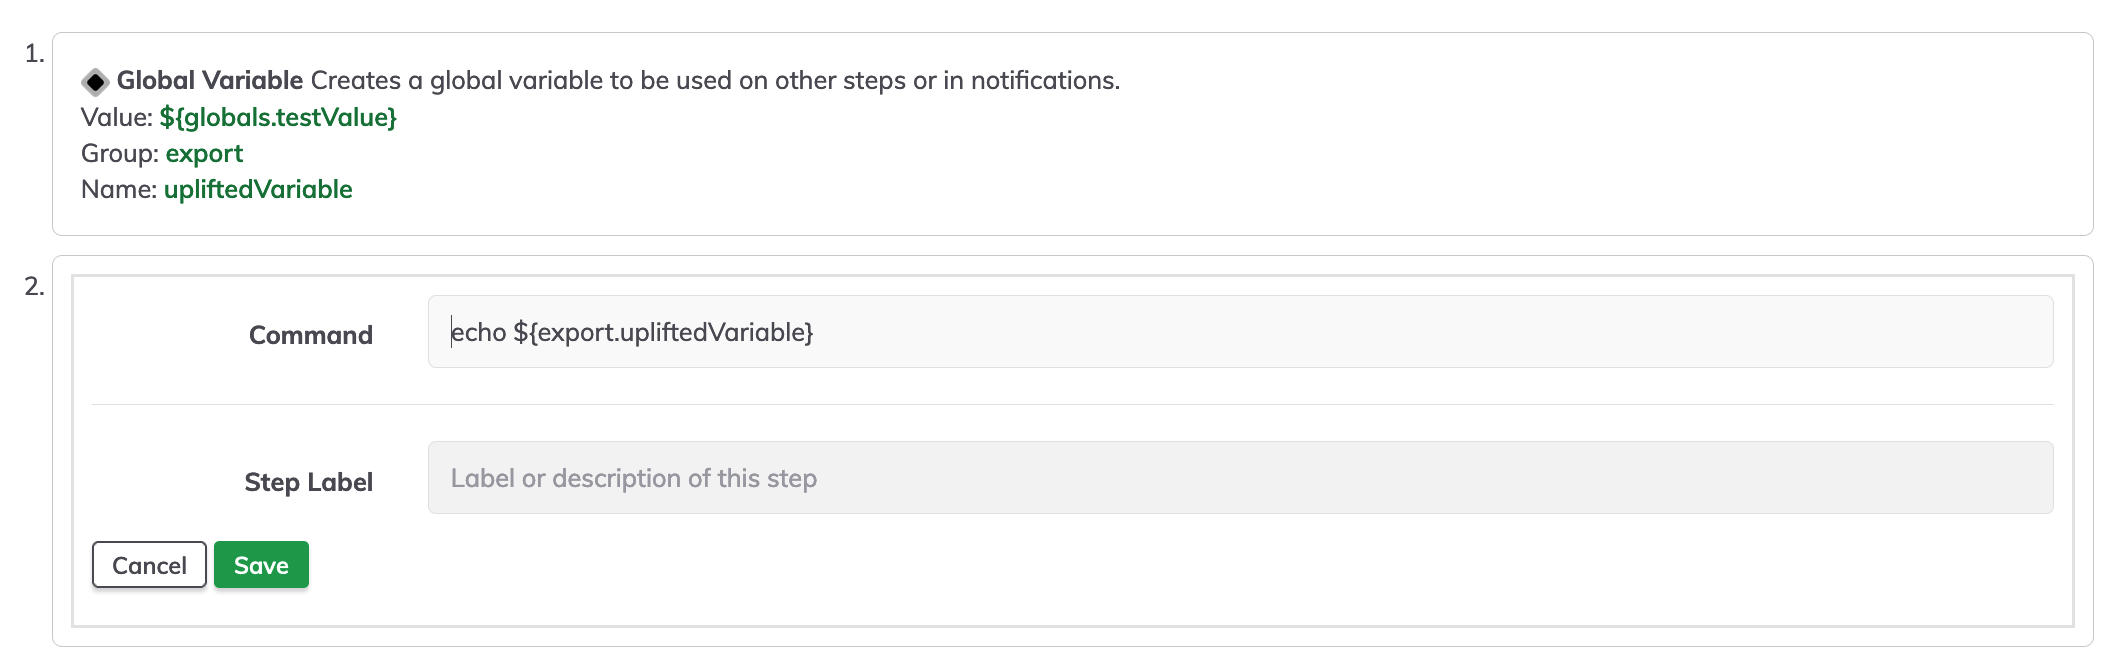 1.
Global Variable Creates a global variable to be used on other steps or in notifications.
Value: ${globals.testValue}
Group: export
Name: upliftedVariable
2.
Command
echo ${export.upliftedVariable}
Step Label
Label or description of this step
Cancel Save